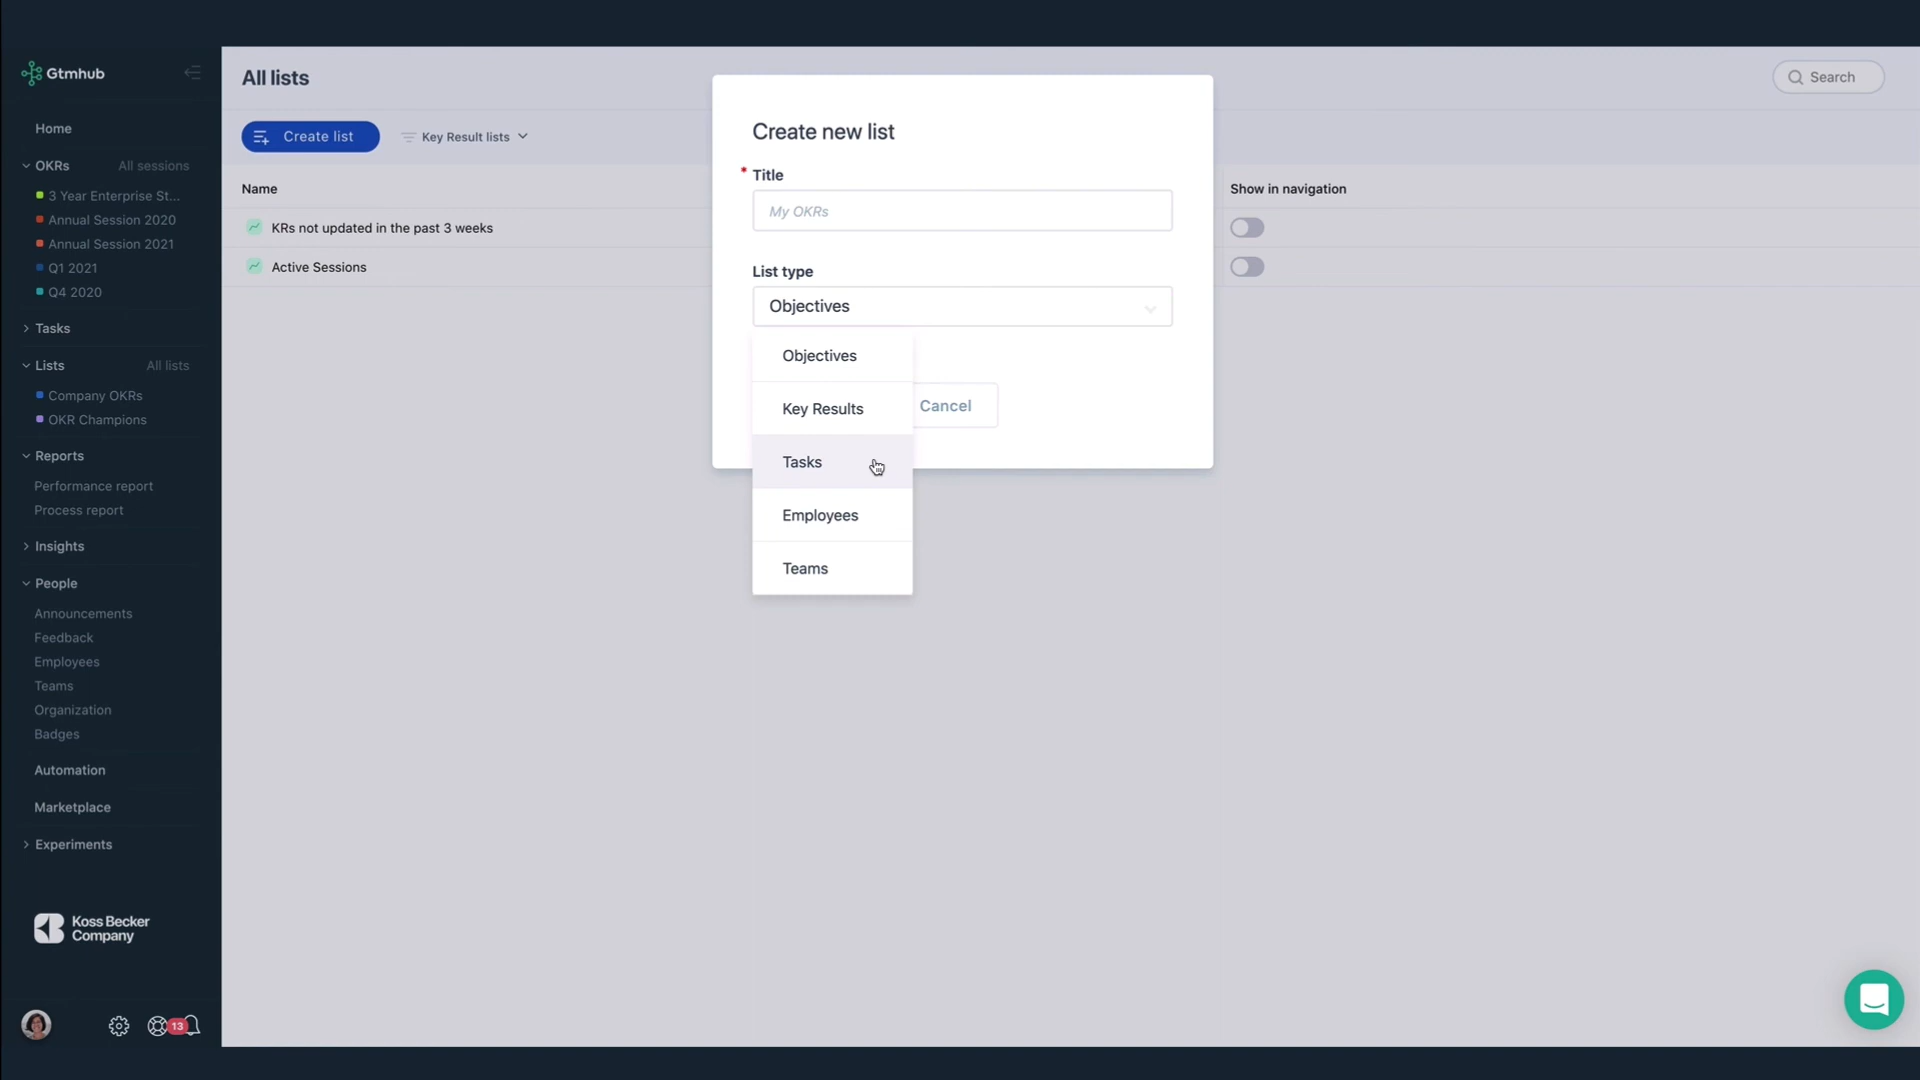 Gtmhub
Home
OKRs All sessions
3 Year Enterprise St...
Annual Session 2020
Annual Session 2021
Q1 2021
Q4 2020
Tasks
Lists All lists
Company OKRs
OKR Champions
Reports
Performance report
Process report
Insights
People
Announcements
Feedback
Employees
Teams
Organization
Badges
Automation
Marketplace
Experiments
Koss Becker
Company
13
All lists
Search
Create list Key Result lists
Name Show in navigation
KRs not updated in the past 3 weeks
Active Sessions
Create new list
* Title
My OKRs
List type
Objectives
Objectives
Key Results
Tasks
Employees
Teams
Cancel